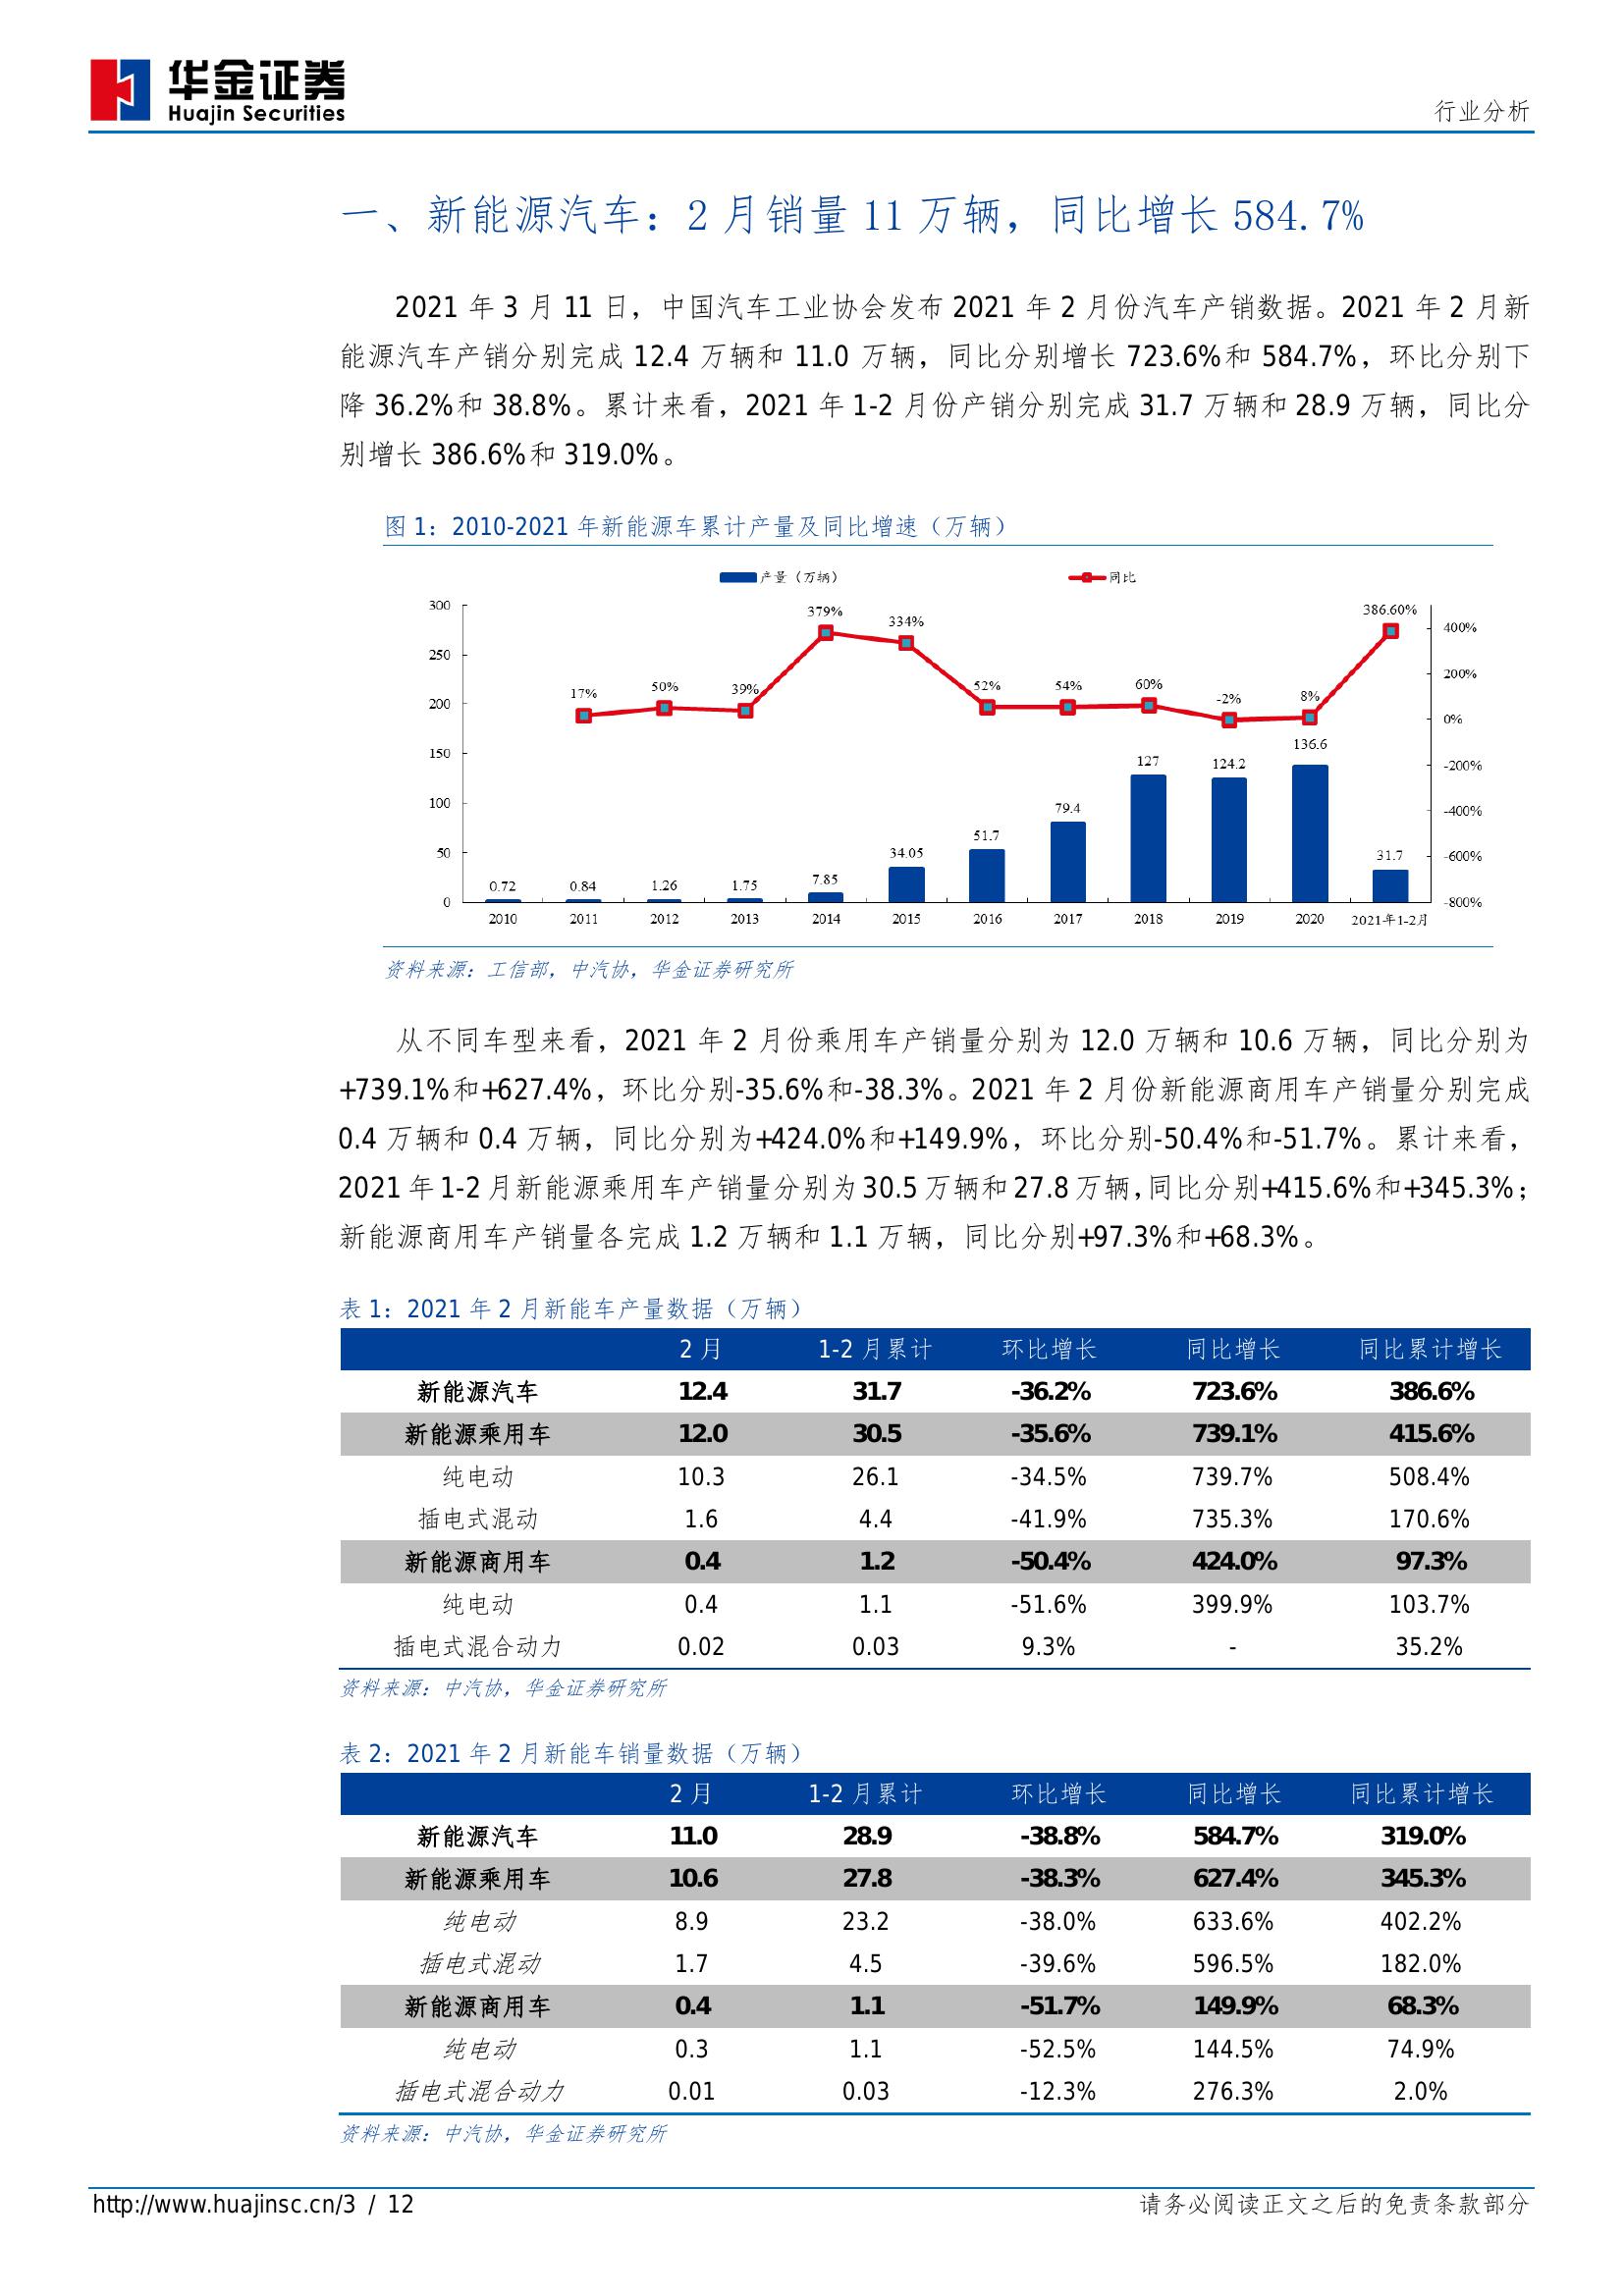 华金证券
Huajin Securities
行业分析
一、新能源汽车：2 月销量 11 万辆，同比增长 584.7%
2021 年 3 月 11 日，中国汽车工业协会发布 2021 年 2 月份汽车产销数据。2021 年 2 月新
能源汽车产销分别完成 12.4 万辆和 11.0 万辆，同比分别增长 723.6%和 584.7%，环比分别下
降 36.2%和 38.8%。累计来看，2021 年 1-2 月份产销分别完成 31.7 万辆和 28.9 万辆，同比分
别增长 386.6%和 319.0%。
图 1：2010-2021 年新能源车累计产量及同比增速（万辆）
产量（万辆） 同比
379% 334% 386.60%
17% 50% 39% 52% 54% 60% -2% 8%
300
250
200
150
100
50
0
400%
200%
0%
-200%
-400%
-600%
-800%
0.72 0.84 1.26 1.75 7.85 34.05 51.7 79.4 127 124.2 136.6 31.7
2010 2011 2012 2013 2014 2015 2016 2017 2018 2019 2020 2021年1-2月
资料来源：工信部，中汽协，华金证券研究所
从不同车型来看，2021 年 2 月份乘用车产销量分别为 12.0 万辆和 10.6 万辆，同比分别为
+739.1%和+627.4%，环比分别-35.6%和-38.3%。2021 年 2 月份新能源商用车产销量分别完成
0.4 万辆和 0.4 万辆，同比分别为+424.0%和+149.9%，环比分别-50.4%和-51.7%。累计来看，
2021 年 1-2 月新能源乘用车产销量分别为 30.5 万辆和 27.8 万辆，同比分别+415.6%和+345.3%；
新能源商用车产销量各完成 1.2 万辆和 1.1 万辆，同比分别+97.3%和+68.3%。
表 1：2021 年 2 月新能车产量数据（万辆）
2 月 1-2 月累计 环比增长 同比增长 同比累计增长
新能源汽车 12.4 31.7 -36.2% 723.6% 386.6%
新能源乘用车 12.0 30.5 -35.6% 739.1% 415.6%
纯电动 10.3 26.1 -34.5% 739.7% 508.4%
插电式混动 1.6 4.4 -41.9% 735.3% 170.6%
新能源商用车 0.4 1.2 -50.4% 424.0% 97.3%
纯电动 0.4 1.1 -51.6% 399.9% 103.7%
插电式混合动力 0.02 0.03 9.3% - 35.2%
资料来源：中汽协，华金证券研究所
表 2：2021 年 2 月新能车销量数据（万辆）
2 月 1-2 月累计 环比增长 同比增长 同比累计增长
新能源汽车 11.0 28.9 -38.8% 584.7% 319.0%
新能源乘用车 10.6 27.8 -38.3% 627.4% 345.3%
纯电动 8.9 23.2 -38.0% 633.6% 402.2%
插电式混动 1.7 4.5 -39.6% 596.5% 182.0%
新能源商用车 0.4 1.1 -51.7% 149.9% 68.3%
纯电动 0.3 1.1 -52.5% 144.5% 74.9%
插电式混合动力 0.01 0.03 -12.3% 276.3% 2.0%
资料来源：中汽协，华金证券研究所
http://www.huajinsc.cn/3 / 12 请务必阅读正文之后的免责条款部分